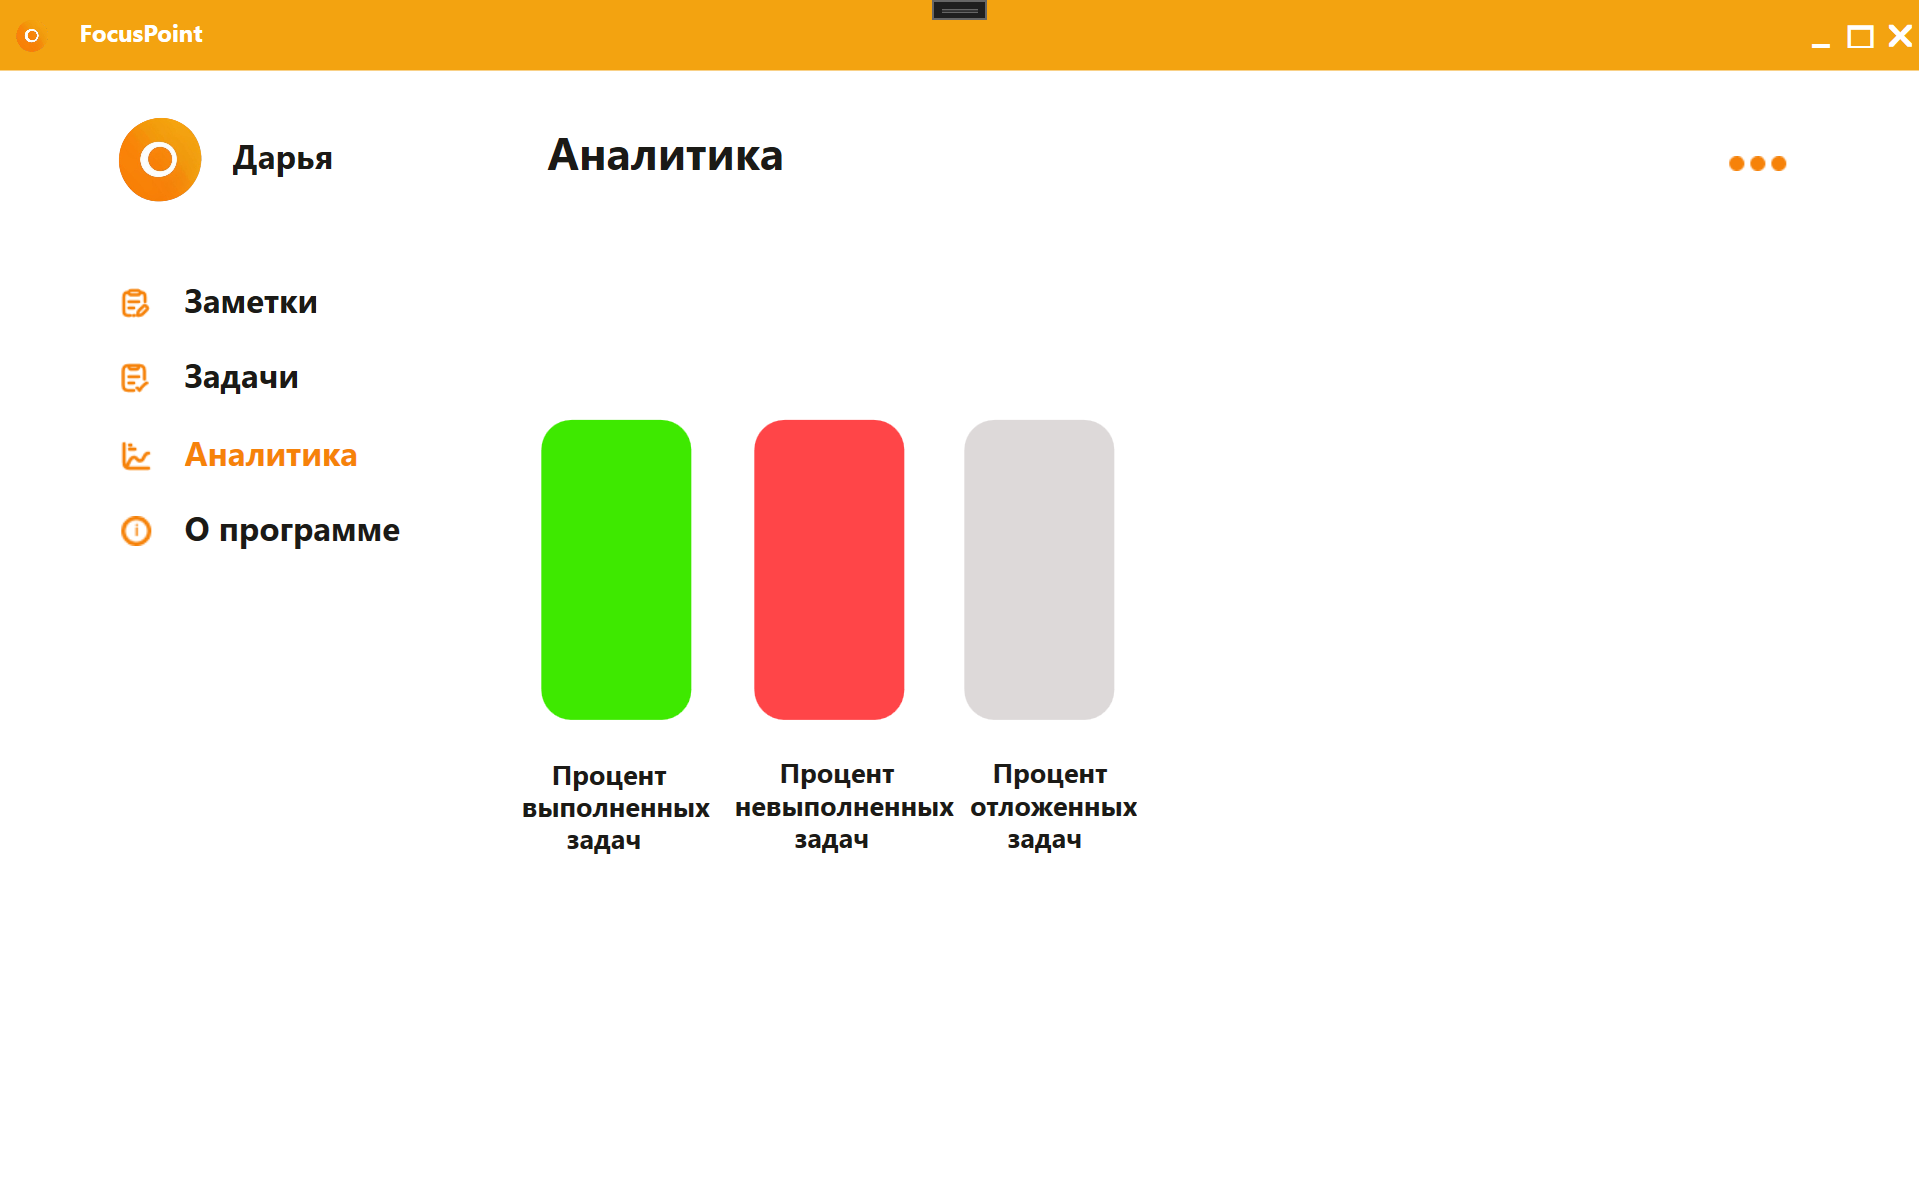 FocusPoint
Дарья
Аналитика
Заметки
Задачи
Аналитика
О программе
Процент
выполненных
задач
Процент
невыполненных
задач
Процент
отложенных
задач